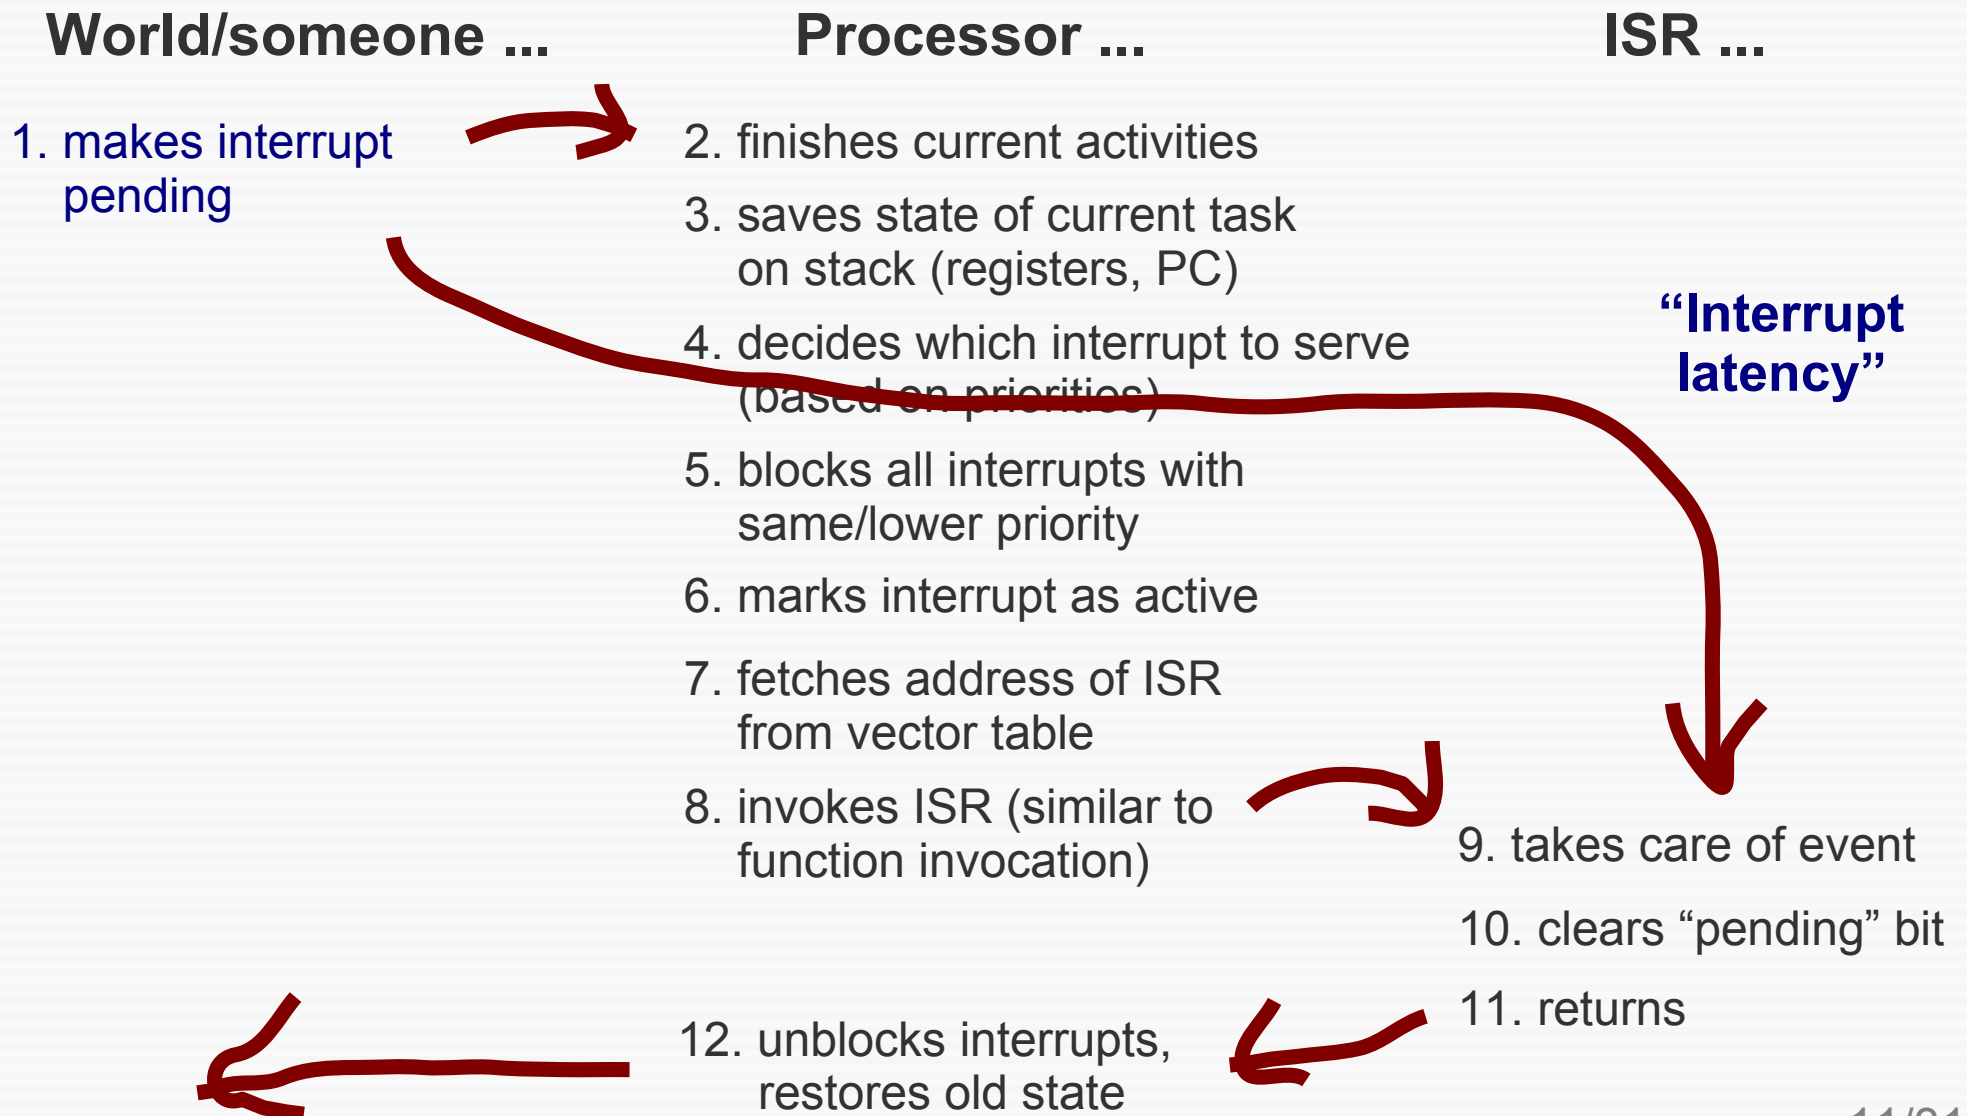 World/someone ...
Processor ...
ISR ...
1. makes interrupt
pending
2. finishes current activities
3. saves state of current task
on stack (registers, PC)
4. decides which interrupt to serve
(based on priorities)
5. blocks all interrupts with
same/lower priority
6. marks interrupt as active
7. fetches address of ISR
from vector table
8. invokes ISR (similar to
function invocation)
“Interrupt
latency”
9. takes care of event
10. clears “pending” bit
11. returns
12. unblocks interrupts,
restores old state